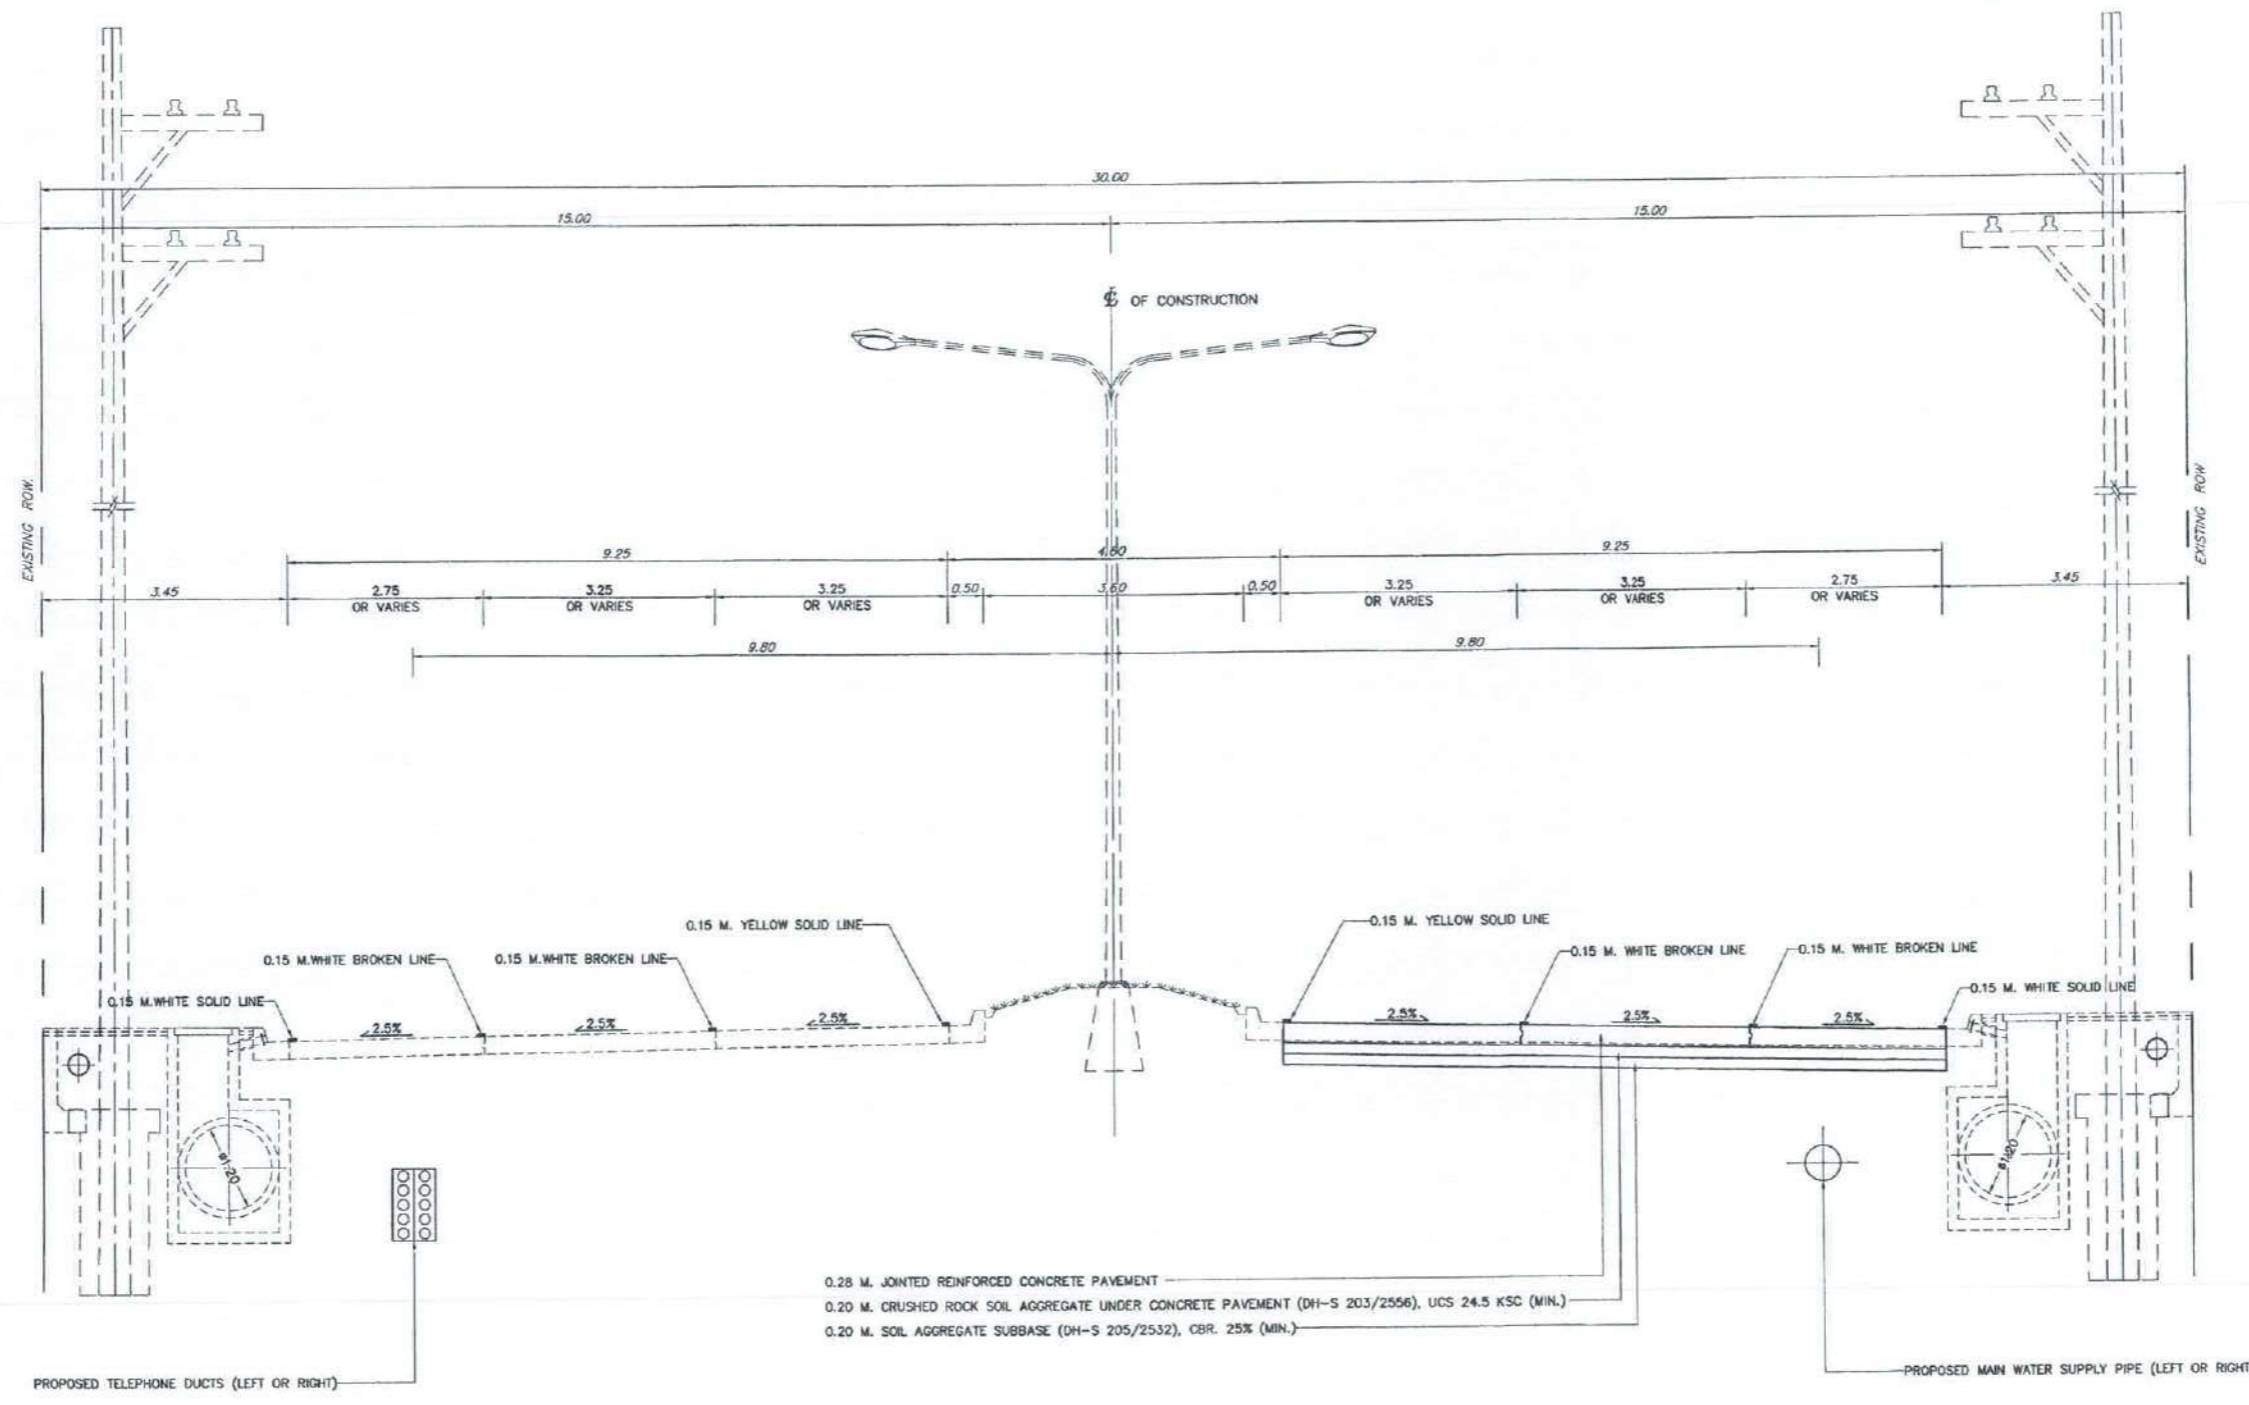 30.00
15.00
15.00
℄ OF CONSTRUCTION
EXISTING ROW.
EXISTING ROW
9.25
4.60
9.25
3.45
2.75
OR VARIES
3.25
OR VARIES
3.25
OR VARIES
0.50
3.60
0.50
3.25
OR VARIES
3.25
OR VARIES
2.75
OR VARIES
3.45
9.80
9.80
0.15 M. YELLOW SOLID LINE
0.15 M. YELLOW SOLID LINE
0.15 M.WHITE BROKEN LINE
0.15 M.WHITE BROKEN LINE
0.15 M. WHITE BROKEN LINE
0.15 M. WHITE BROKEN LINE
0.15 M.WHITE SOLID LINE
0.15 M. WHITE SOLID LINE
2.5%
2.5%
2.5%
2.5%
2.5%
2.5%
ø1.20
ø1.20
0.28 M. JOINTED REINFORCED CONCRETE PAVEMENT
0.20 M. CRUSHED ROCK SOIL AGGREGATE UNDER CONCRETE PAVEMENT (DH-S 203/2556), UCS 24.5 KSC (MIN.)
0.20 M. SOIL AGGREGATE SUBBASE (DH-S 205/2532), CBR. 25% (MIN.)
PROPOSED TELEPHONE DUCTS (LEFT OR RIGHT)
PROPOSED MAIN WATER SUPPLY PIPE (LEFT OR RIGHT